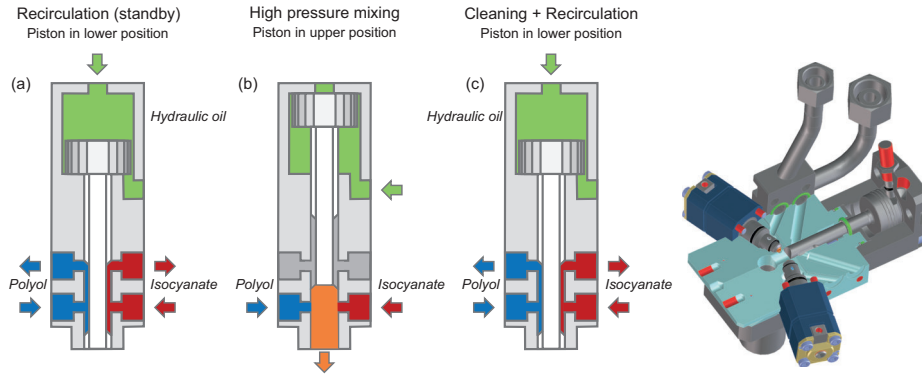 Recirculation (standby)
Piston in lower position
High pressure mixing
Piston in upper position
Cleaning + Recirculation
Piston in lower position
(a)
(b)
(c)
Hydraulic oil
Hydraulic oil
Polyol
Isocyanate
Polyol
Isocyanate
Polyol
Isocyanate